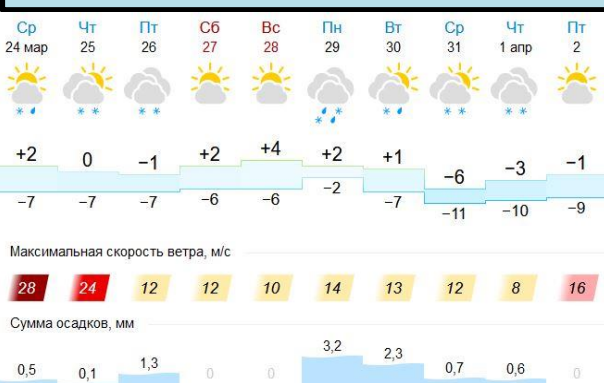 Ср Чт Пт Сб Вс Пн Вт Ср Чт Пт
24 мар 25 26 27 28 29 30 31 1 апр 2
+2 0 −1 +2 +4 +2 +1 −6 −3 −1
−7 −7 −7 −6 −6 −2 −7 −11 −10 −9
Максимальная скорость ветра, м/с
28 24 12 12 10 14 13 12 8 16
Сумма осадков, мм
0,5 0,1 1,3 0 0 3,2 2,3 0,7 0,6 0